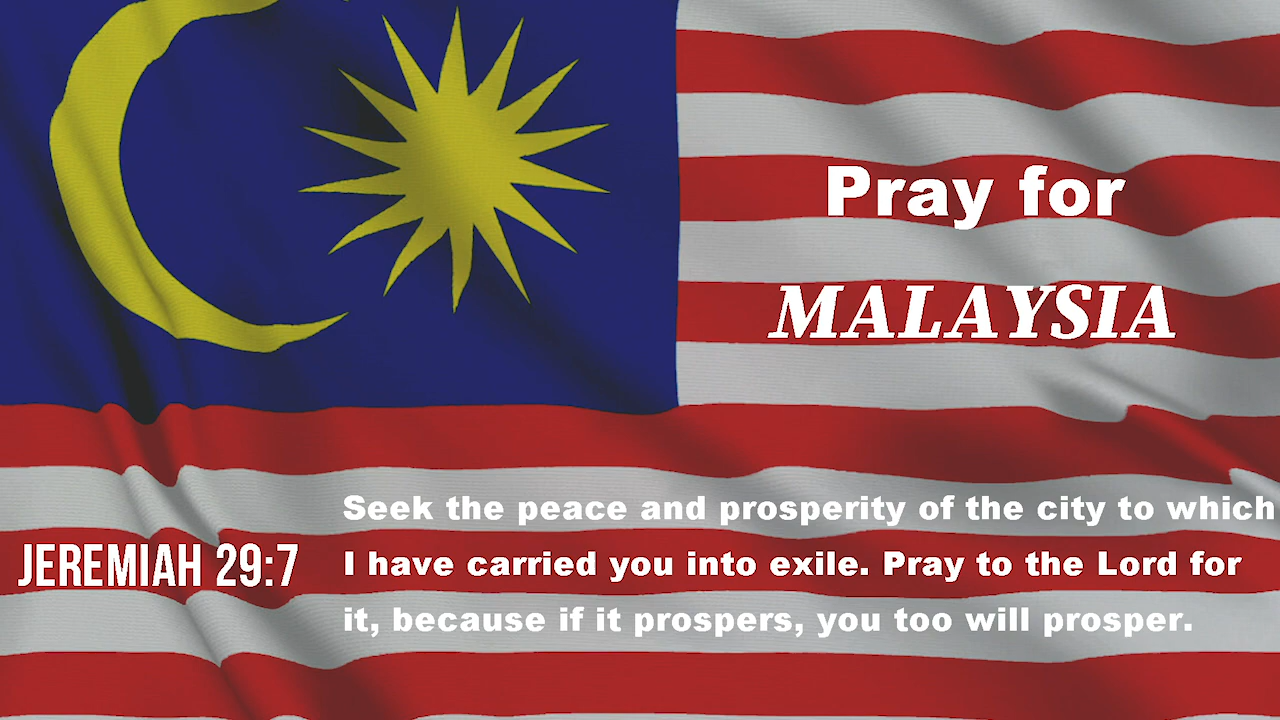 Pray for
MALAYSIA
JEREMIAH 29:7
Seek the peace and prosperity of the city to which
I have carried you into exile. Pray to the Lord for
it, because if it prospers, you too will prosper.